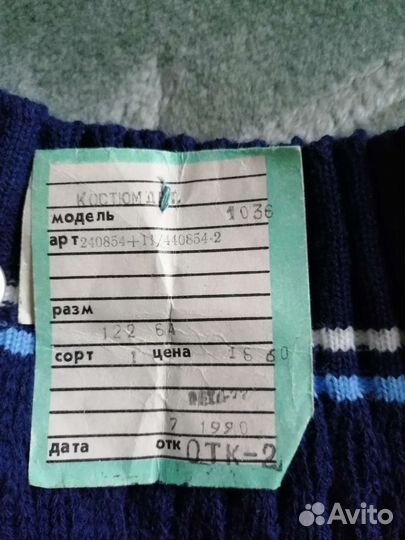 КОСТЮМ Д Т.
модель 1036
арт 240854+11/440854-2
разм
122 64
сорт 1 цена 16 60
7 1990
дата отк ОТК-2
Avito